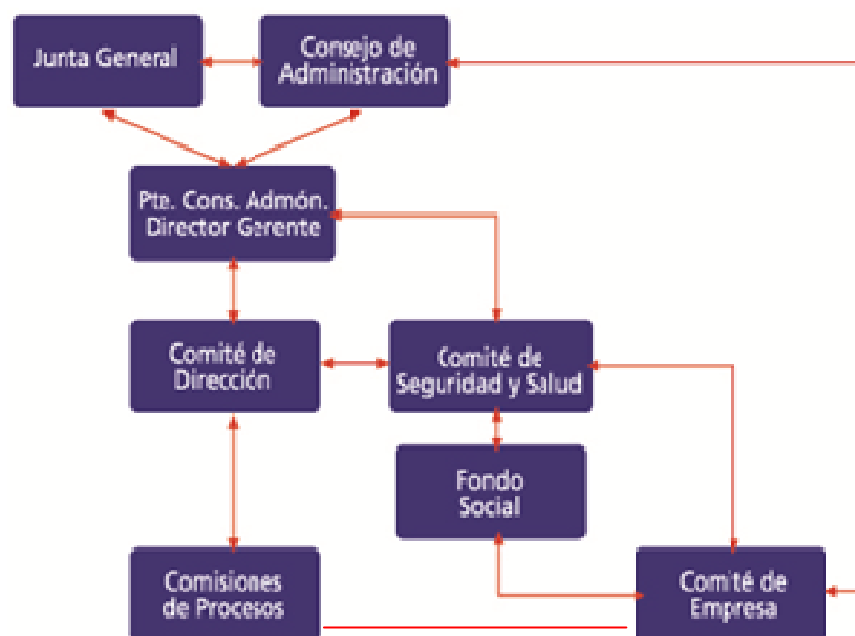 Junta General
Consejo de
Administración
Pte. Cons. Admón.
Director Gerente
Comité de
Dirección
Comité de
Seguridad y Salud
Fondo
Social
Comisiones
de Procesos
Comité de
Empresa